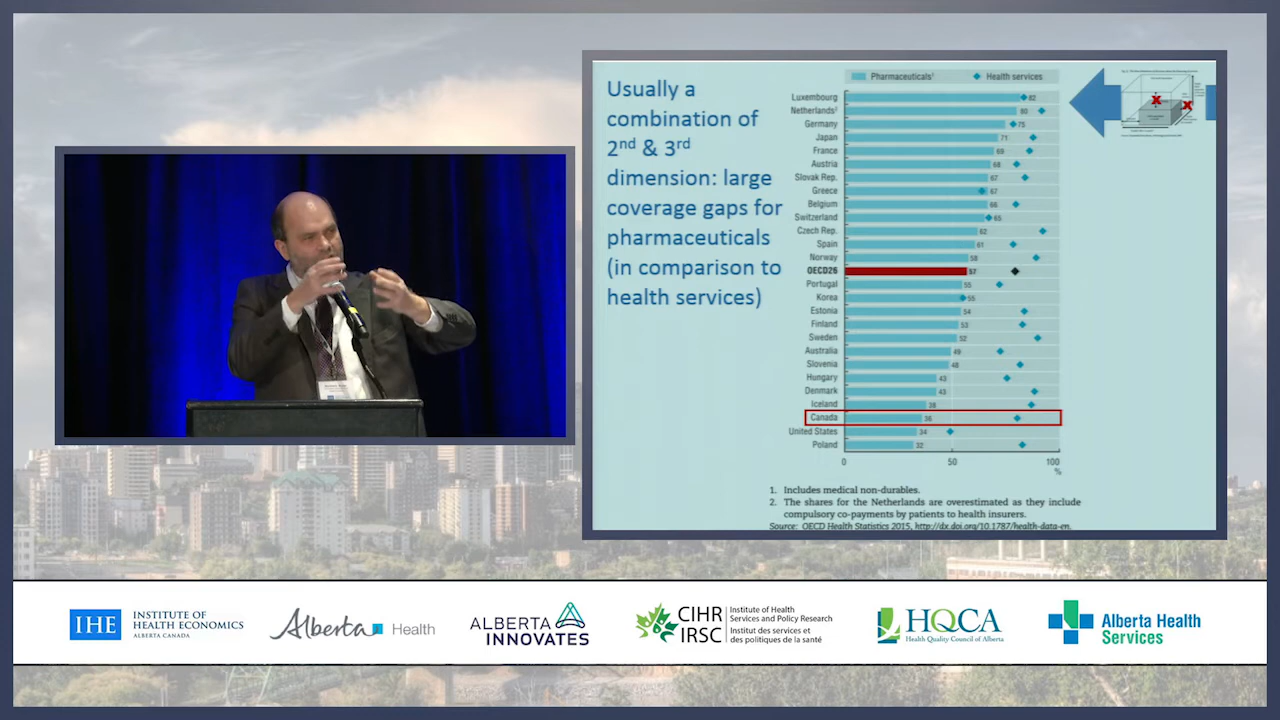 Usually a
combination of
2nd & 3rd
dimension: large
coverage gaps for
pharmaceuticals
(in comparison to
health services)
Pharmaceuticals1 Health services
Luxembourg 82
Netherlands2 80
Germany 75
Japan 71
France 69
Austria 68
Slovak Rep. 67
Greece 67
Belgium 66
Switzerland 65
Czech Rep. 62
Spain 61
Norway 58
OECD26 57
Portugal 55
Korea 55
Estonia 54
Finland 53
Sweden 52
Australia 49
Slovenia 48
Hungary 43
Denmark 43
Iceland 38
Canada 36
United States 34
Poland 32
0 50 100
%
1. Includes medical non-durables.
2. The shares for the Netherlands are overestimated as they include
compulsory co-payments by patients to health insurers.
Source: OECD Health Statistics 2015, http://dx.doi.org/10.1787/health-data-en.
IHE
INSTITUTE OF
HEALTH ECONOMICS
ALBERTA CANADA
Alberta Health
ALBERTA
INNOVATES
CIHR
IRSC
Institute of Health
Services and Policy Research
Institut des services et
des politiques de la santé
HQCA
Health Quality Council of Alberta
Alberta Health
Services